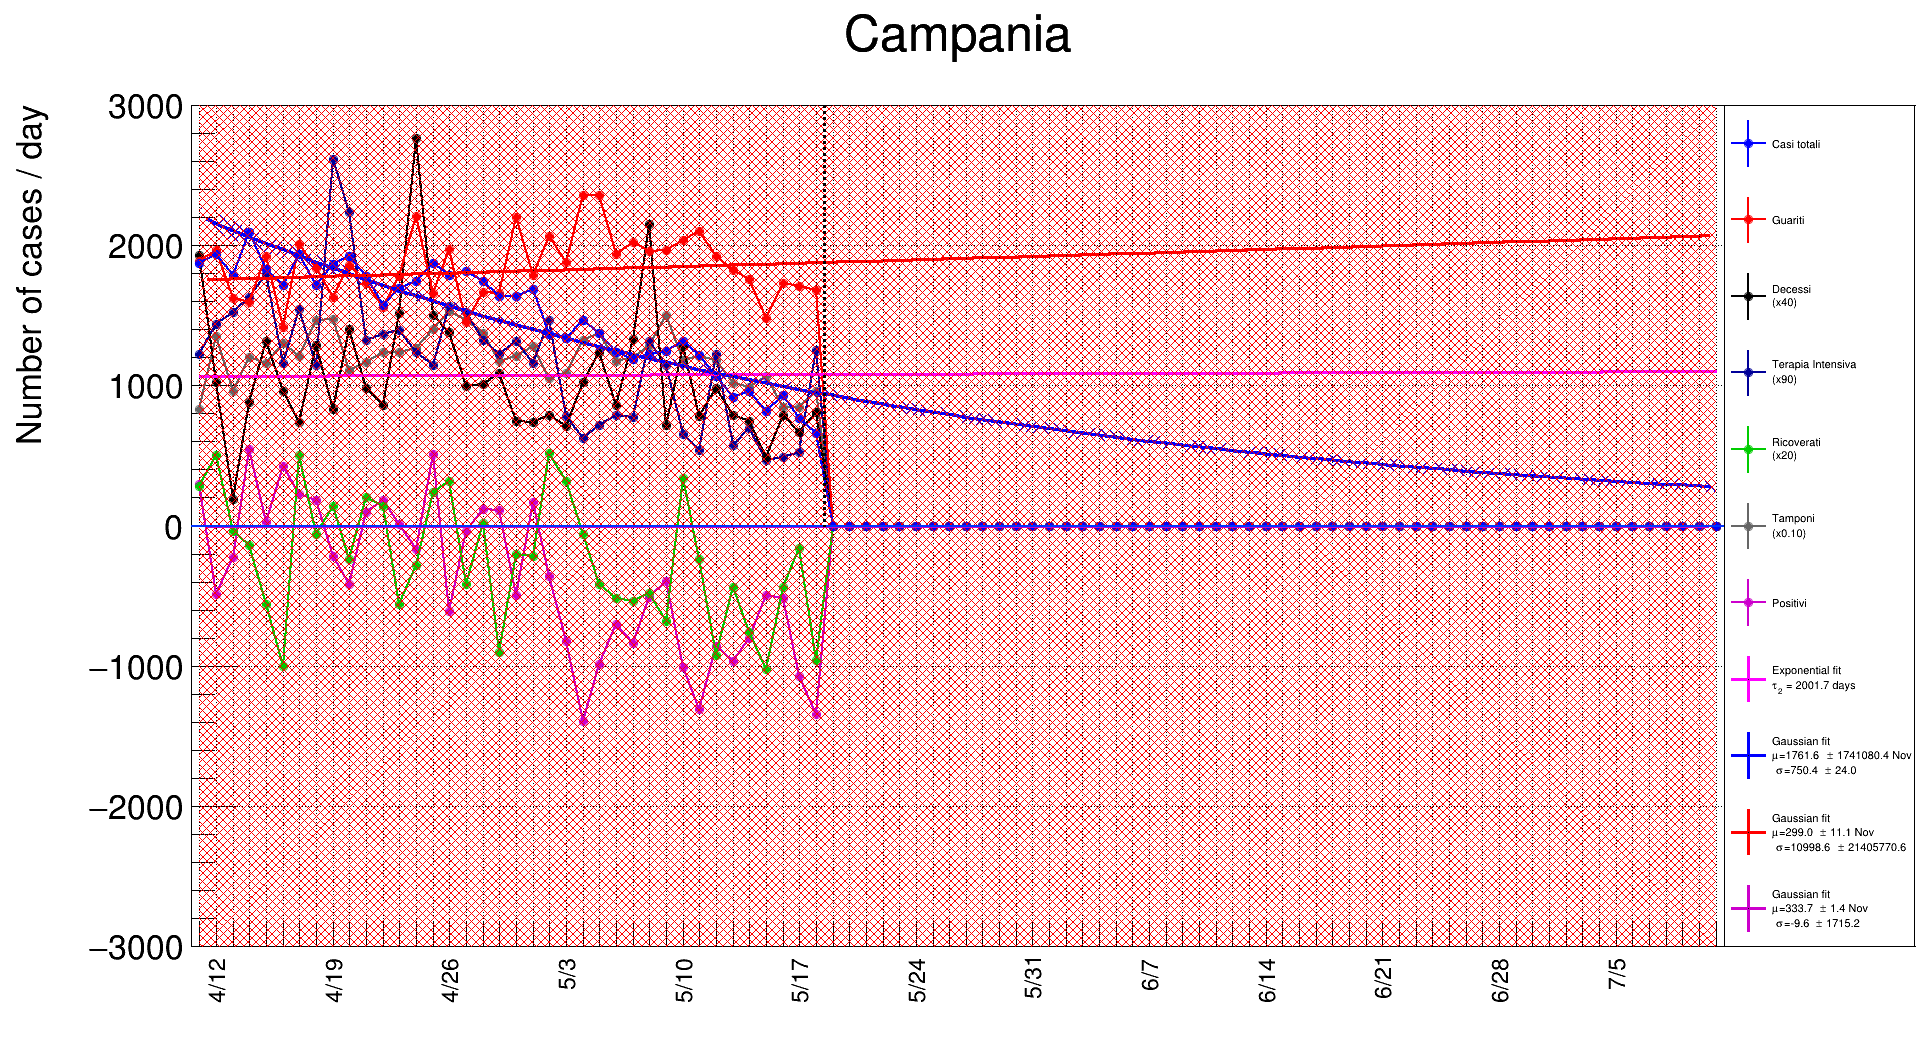 Campania
Number of cases / day
3000
2000
1000
0
−1000
−2000
−3000
4/12
4/19
4/26
5/3
5/10
5/17
5/24
5/31
6/7
6/14
6/21
6/28
7/5
Casi totali
Guariti
Decessi
(x40)
Terapia Intensiva
(x90)
Ricoverati
(x20)
Tamponi
(x0.10)
Positivi
Exponential fit
τ₂ = 2001.7 days
Gaussian fit
μ=1761.6 ± 1741080.4 Nov
σ=750.4 ± 24.0
Gaussian fit
μ=299.0 ± 11.1 Nov
σ=10998.6 ± 21405770.6
Gaussian fit
μ=333.7 ± 1.4 Nov
σ=-9.6 ± 1715.2